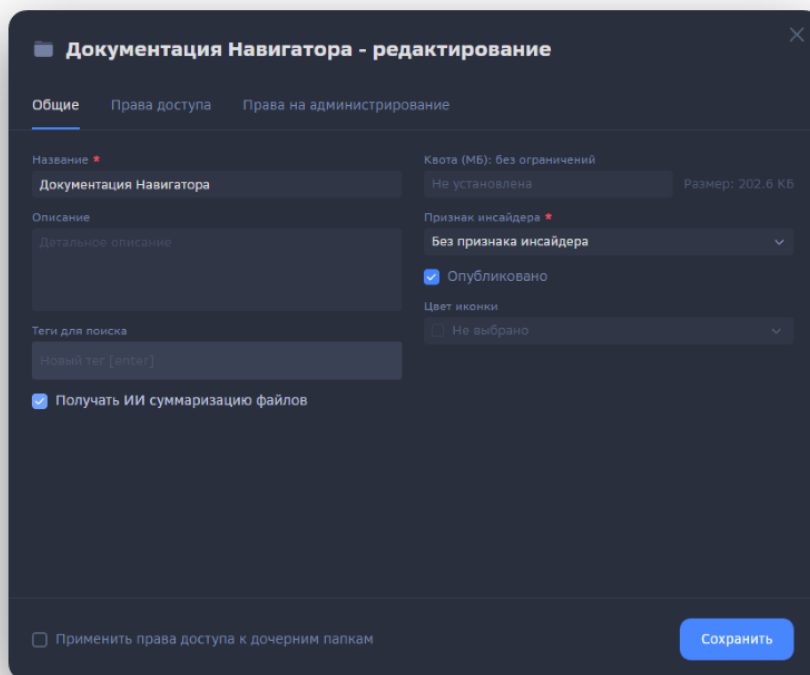 Документация Навигатора - редактирование
Общие Права доступа Права на администрирование
Название *
Документация Навигатора
Описание
Детальное описание
Теги для поиска
Новый тег [enter]
Получать ИИ суммаризацию файлов
Квота (МБ): без ограничений
Не установлена Размер: 202.6 КБ
Признак инсайдера *
Без признака инсайдера
Опубликовано
Цвет иконки
Не выбрано
Применить права доступа к дочерним папкам
Сохранить